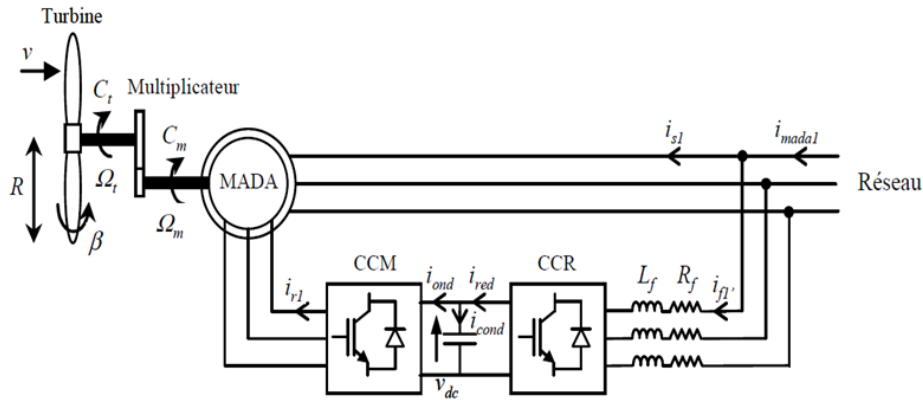 Turbine
v
C_t
Multiplicateur
C_m
i_s1
i_mada1
R
Ω_t
MADA
Réseau
β
Ω_m
CCM
CCR
i_r1
i_ond
i_red
L_f
R_f
i_f1'
i_cond
v_dc